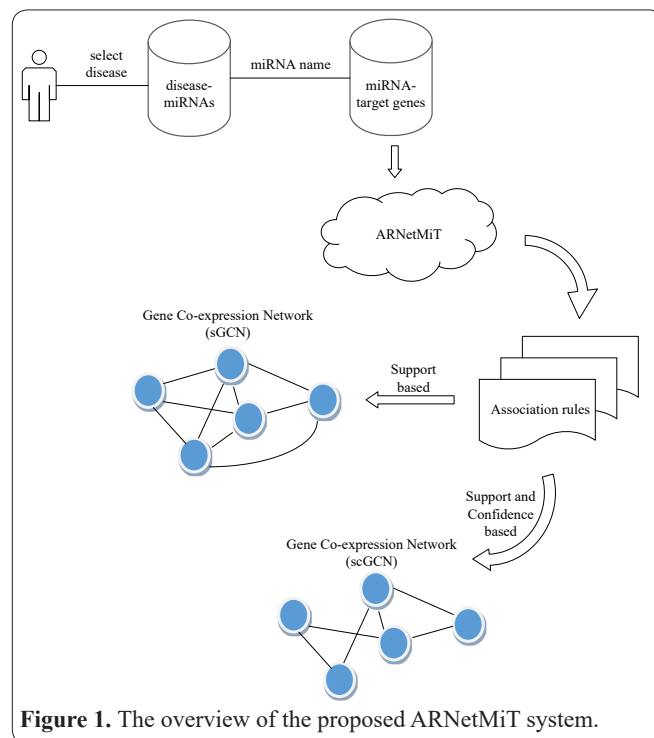 select
disease
disease-
miRNAs
miRNA name
miRNA-
target genes
ARNetMiT
Gene Co-expression Network
(sGCN)
Support
based
Association rules
Support and
Confidence
based
Gene Co-expression Network
(scGCN)
Figure 1. The overview of the proposed ARNetMiT system.